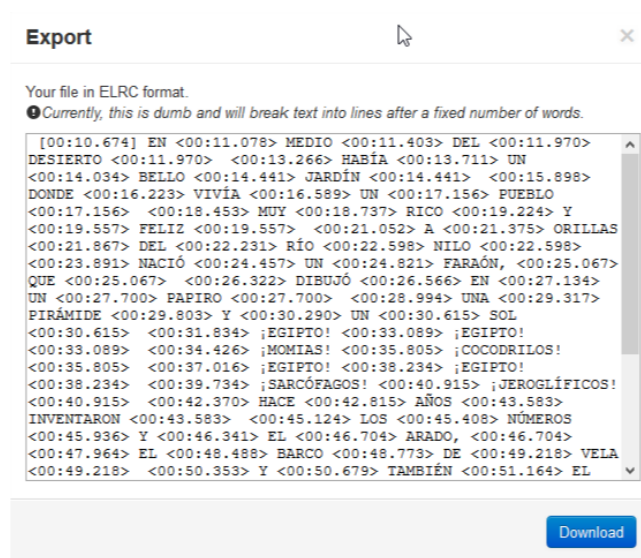 Export
×
Your file in ELRC format.
Currently, this is dumb and will break text into lines after a fixed number of words.
[00:10.674] EN <00:11.078> MEDIO <00:11.403> DEL <00:11.970>
DESIERTO <00:11.970>  <00:13.266> HABÍA <00:13.711> UN
<00:14.034> BELLO <00:14.441> JARDÍN <00:14.441>  <00:15.898>
DONDE <00:16.223> VIVÍA <00:16.589> UN <00:17.156> PUEBLO
<00:17.156>  <00:18.453> MUY <00:18.737> RICO <00:19.224> Y
<00:19.557> FELIZ <00:19.557>  <00:21.052> A <00:21.375> ORILLAS
<00:21.867> DEL <00:22.231> RÍO <00:22.598> NILO <00:22.598>
<00:23.891> NACIÓ <00:24.457> UN <00:24.821> FARAÓN, <00:25.067>
QUE <00:25.067>  <00:26.322> DIBUJÓ <00:26.566> EN <00:27.134>
UN <00:27.700> PAPIRO <00:27.700>  <00:28.994> UNA <00:29.317>
PIRÁMIDE <00:29.803> Y <00:30.290> UN <00:30.615> SOL
<00:30.615>  <00:31.834> ¡EGIPTO! <00:33.089> ¡EGIPTO!
<00:33.089>  <00:34.426> ¡MOMIAS! <00:35.805> ¡COCODRILOS!
<00:35.805>  <00:37.016> ¡EGIPTO! <00:38.234> ¡EGIPTO!
<00:38.234>  <00:39.734> ¡SARCÓFAGOS! <00:40.915> ¡JEROGLÍFICOS!
<00:40.915>  <00:42.370> HACE <00:42.815> AÑOS <00:43.583>
INVENTARON <00:43.583>  <00:45.124> LOS <00:45.408> NÚMEROS
<00:45.936> Y <00:46.341> EL <00:46.704> ARADO, <00:46.704>
<00:47.964> EL <00:48.488> BARCO <00:48.773> DE <00:49.218> VELA
<00:49.218>  <00:50.353> Y <00:50.679> TAMBIÉN <00:51.164> EL
Download